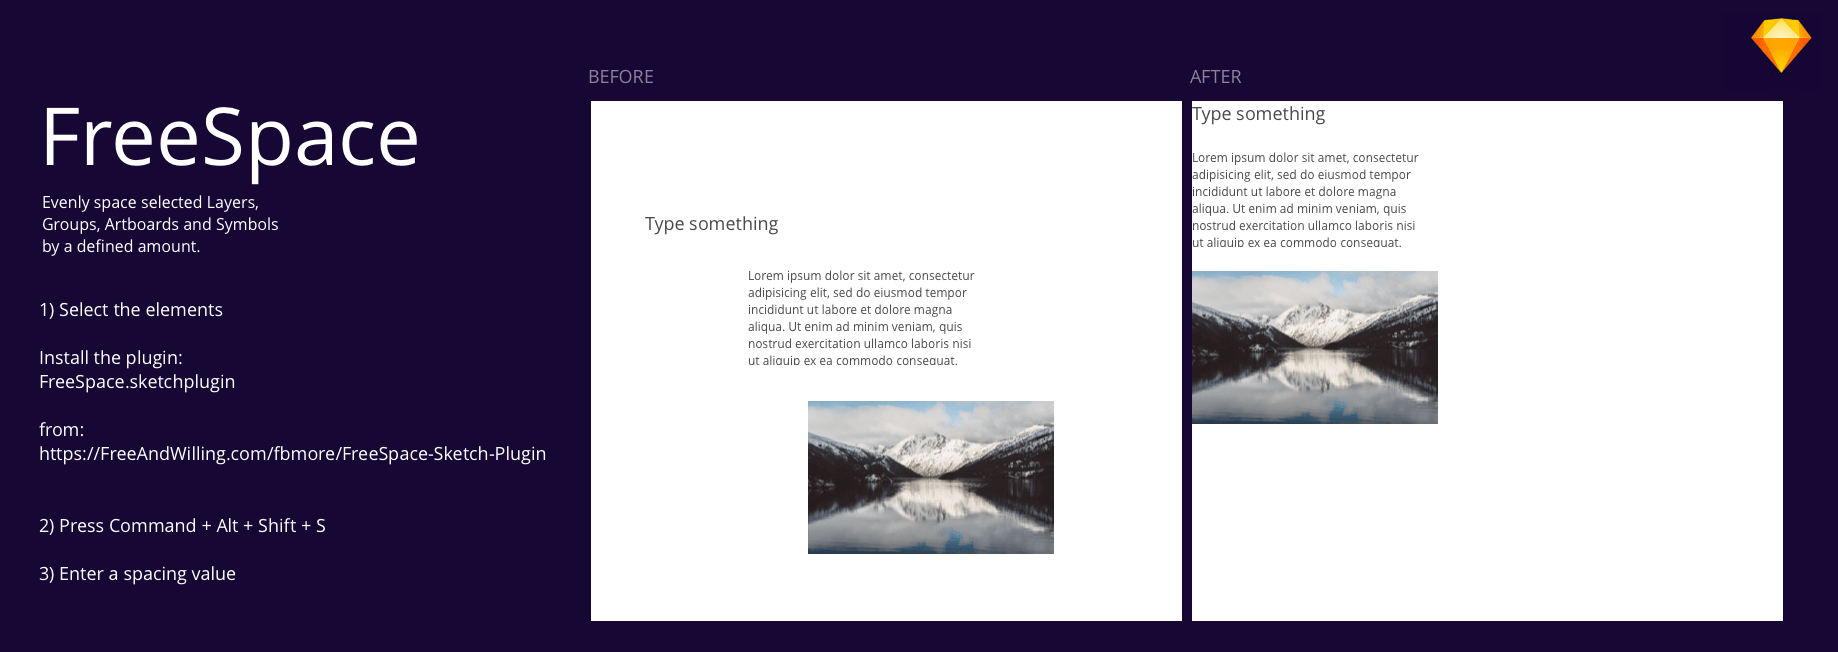 FreeSpace
Evenly space selected Layers,
Groups, Artboards and Symbols
by a defined amount.
1) Select the elements
Install the plugin:
FreeSpace.sketchplugin
from:
https://FreeAndWilling.com/fbmore/FreeSpace-Sketch-Plugin
2) Press Command + Alt + Shift + S
3) Enter a spacing value
BEFORE
Type something
Lorem ipsum dolor sit amet, consectetur
adipisicing elit, sed do eiusmod tempor
incididunt ut labore et dolore magna
aliqua. Ut enim ad minim veniam, quis
nostrud exercitation ullamco laboris nisi
ut aliquip ex ea commodo consequat.
AFTER
Type something
Lorem ipsum dolor sit amet, consectetur
adipisicing elit, sed do eiusmod tempor
incididunt ut labore et dolore magna
aliqua. Ut enim ad minim veniam, quis
nostrud exercitation ullamco laboris nisi
ut aliquip ex ea commodo consequat.